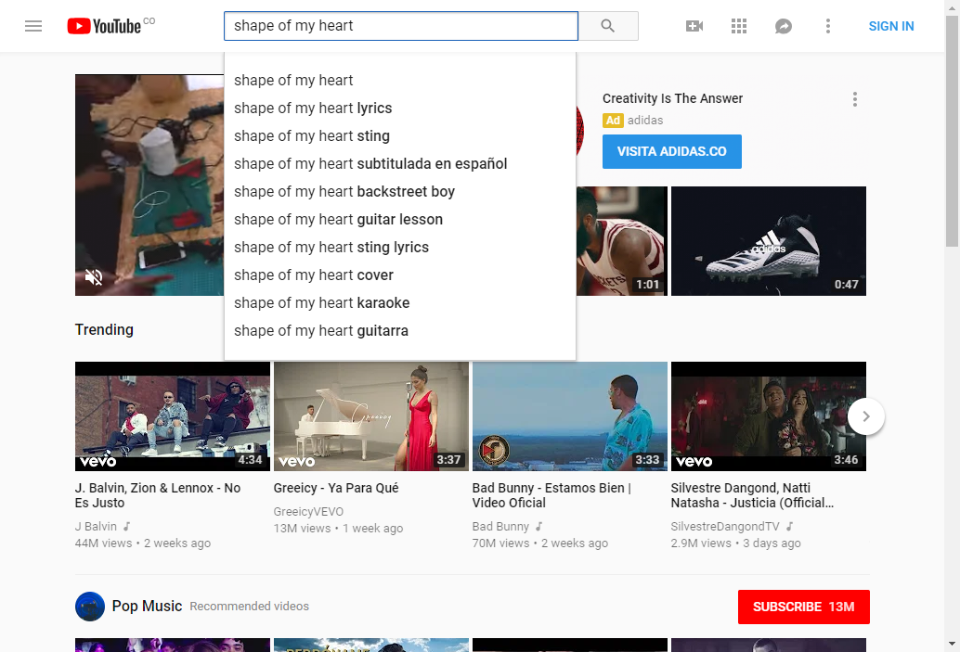 YouTube CO
shape of my heart
SIGN IN
shape of my heart
shape of my heart lyrics
shape of my heart sting
shape of my heart subtitulada en español
shape of my heart backstreet boy
shape of my heart guitar lesson
shape of my heart sting lyrics
shape of my heart cover
shape of my heart karaoke
shape of my heart guitarra
Creativity Is The Answer
Ad adidas
VISITA ADIDAS.CO
adidas
1:01
0:47
Trending
vevo 4:34
vevo 3:37
3:33
vevo 3:46
J. Balvin, Zion & Lennox - No
Es Justo
J Balvin
44M views • 2 weeks ago
Greeicy - Ya Para Qué
GreeicyVEVO
13M views • 1 week ago
Bad Bunny - Estamos Bien |
Video Oficial
Bad Bunny
70M views • 2 weeks ago
Silvestre Dangond, Natti
Natasha - Justicia (Official...
SilvestreDangondTV
2.9M views • 3 days ago
Pop Music Recommended videos
SUBSCRIBE 13M